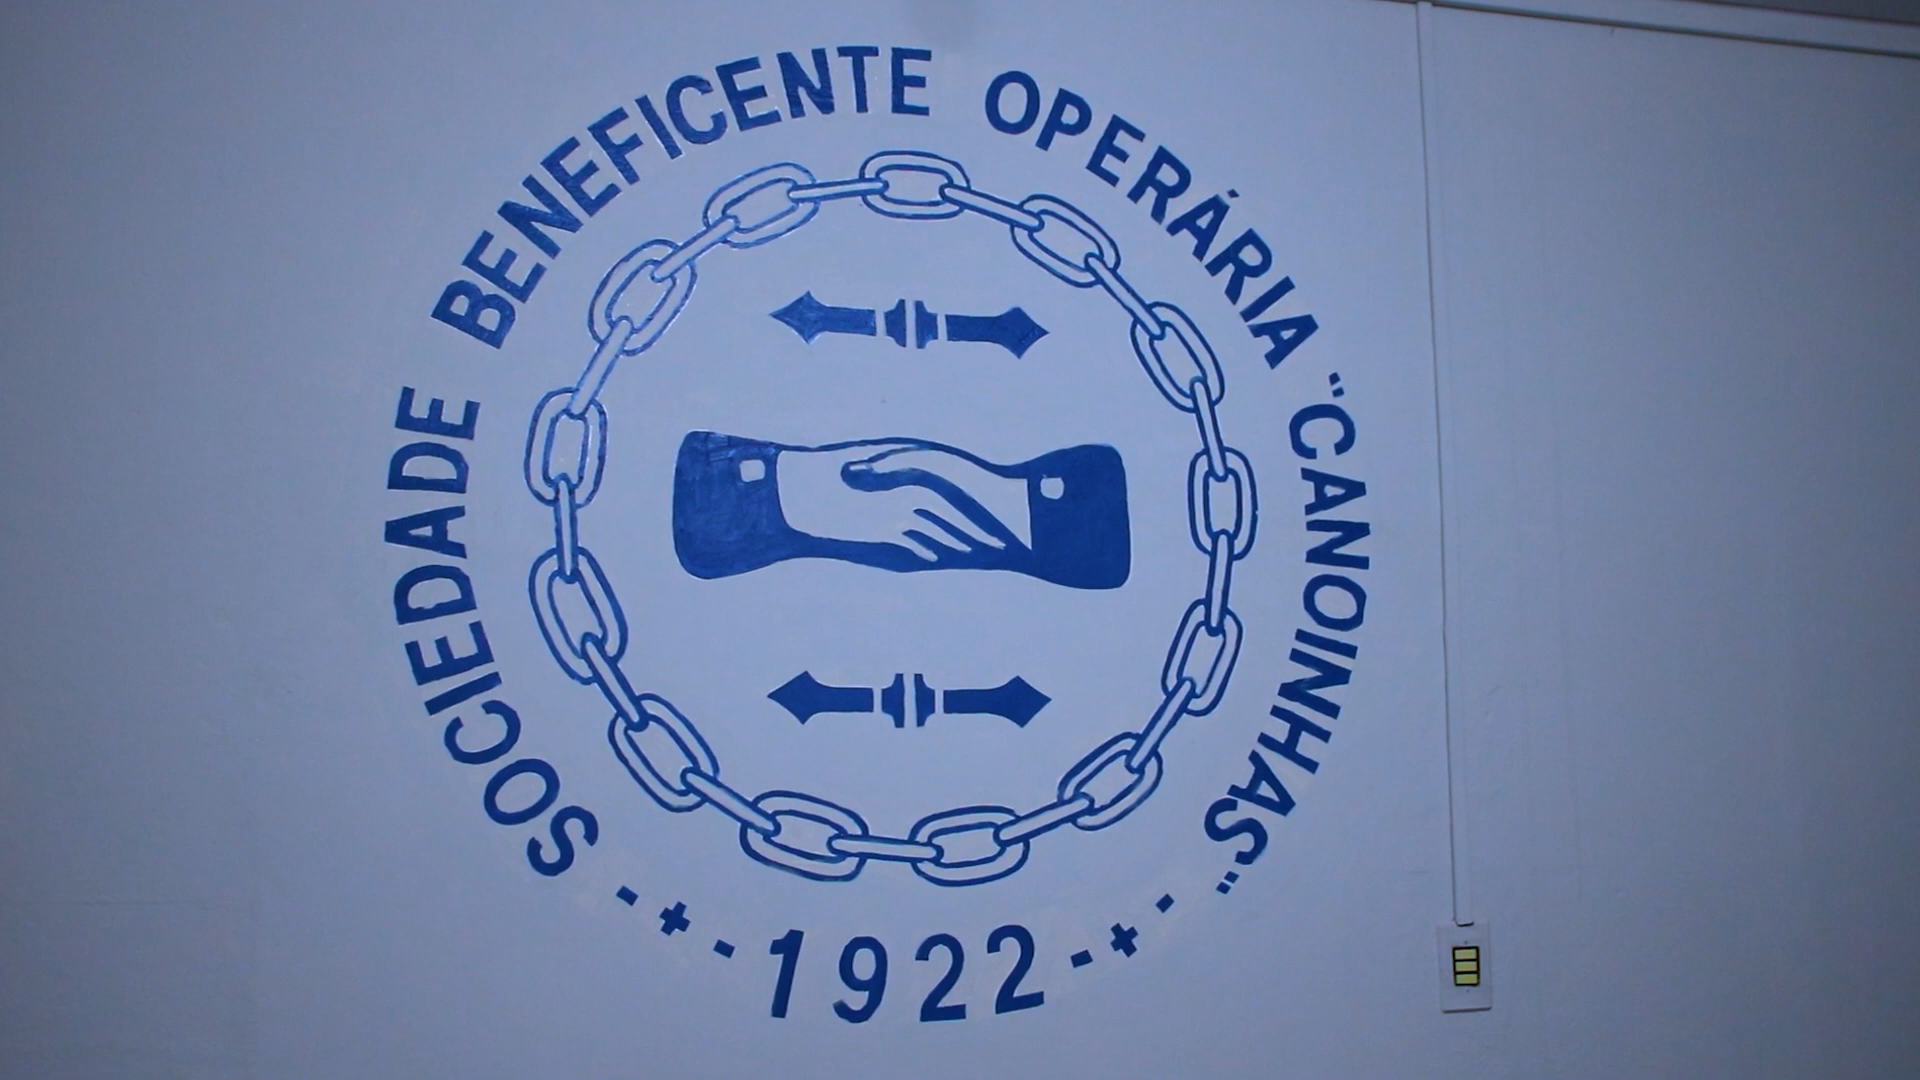 SOCIEDADE BENEFICENTE OPERÁRIA "CANOINHAS"
-+-1922-+-